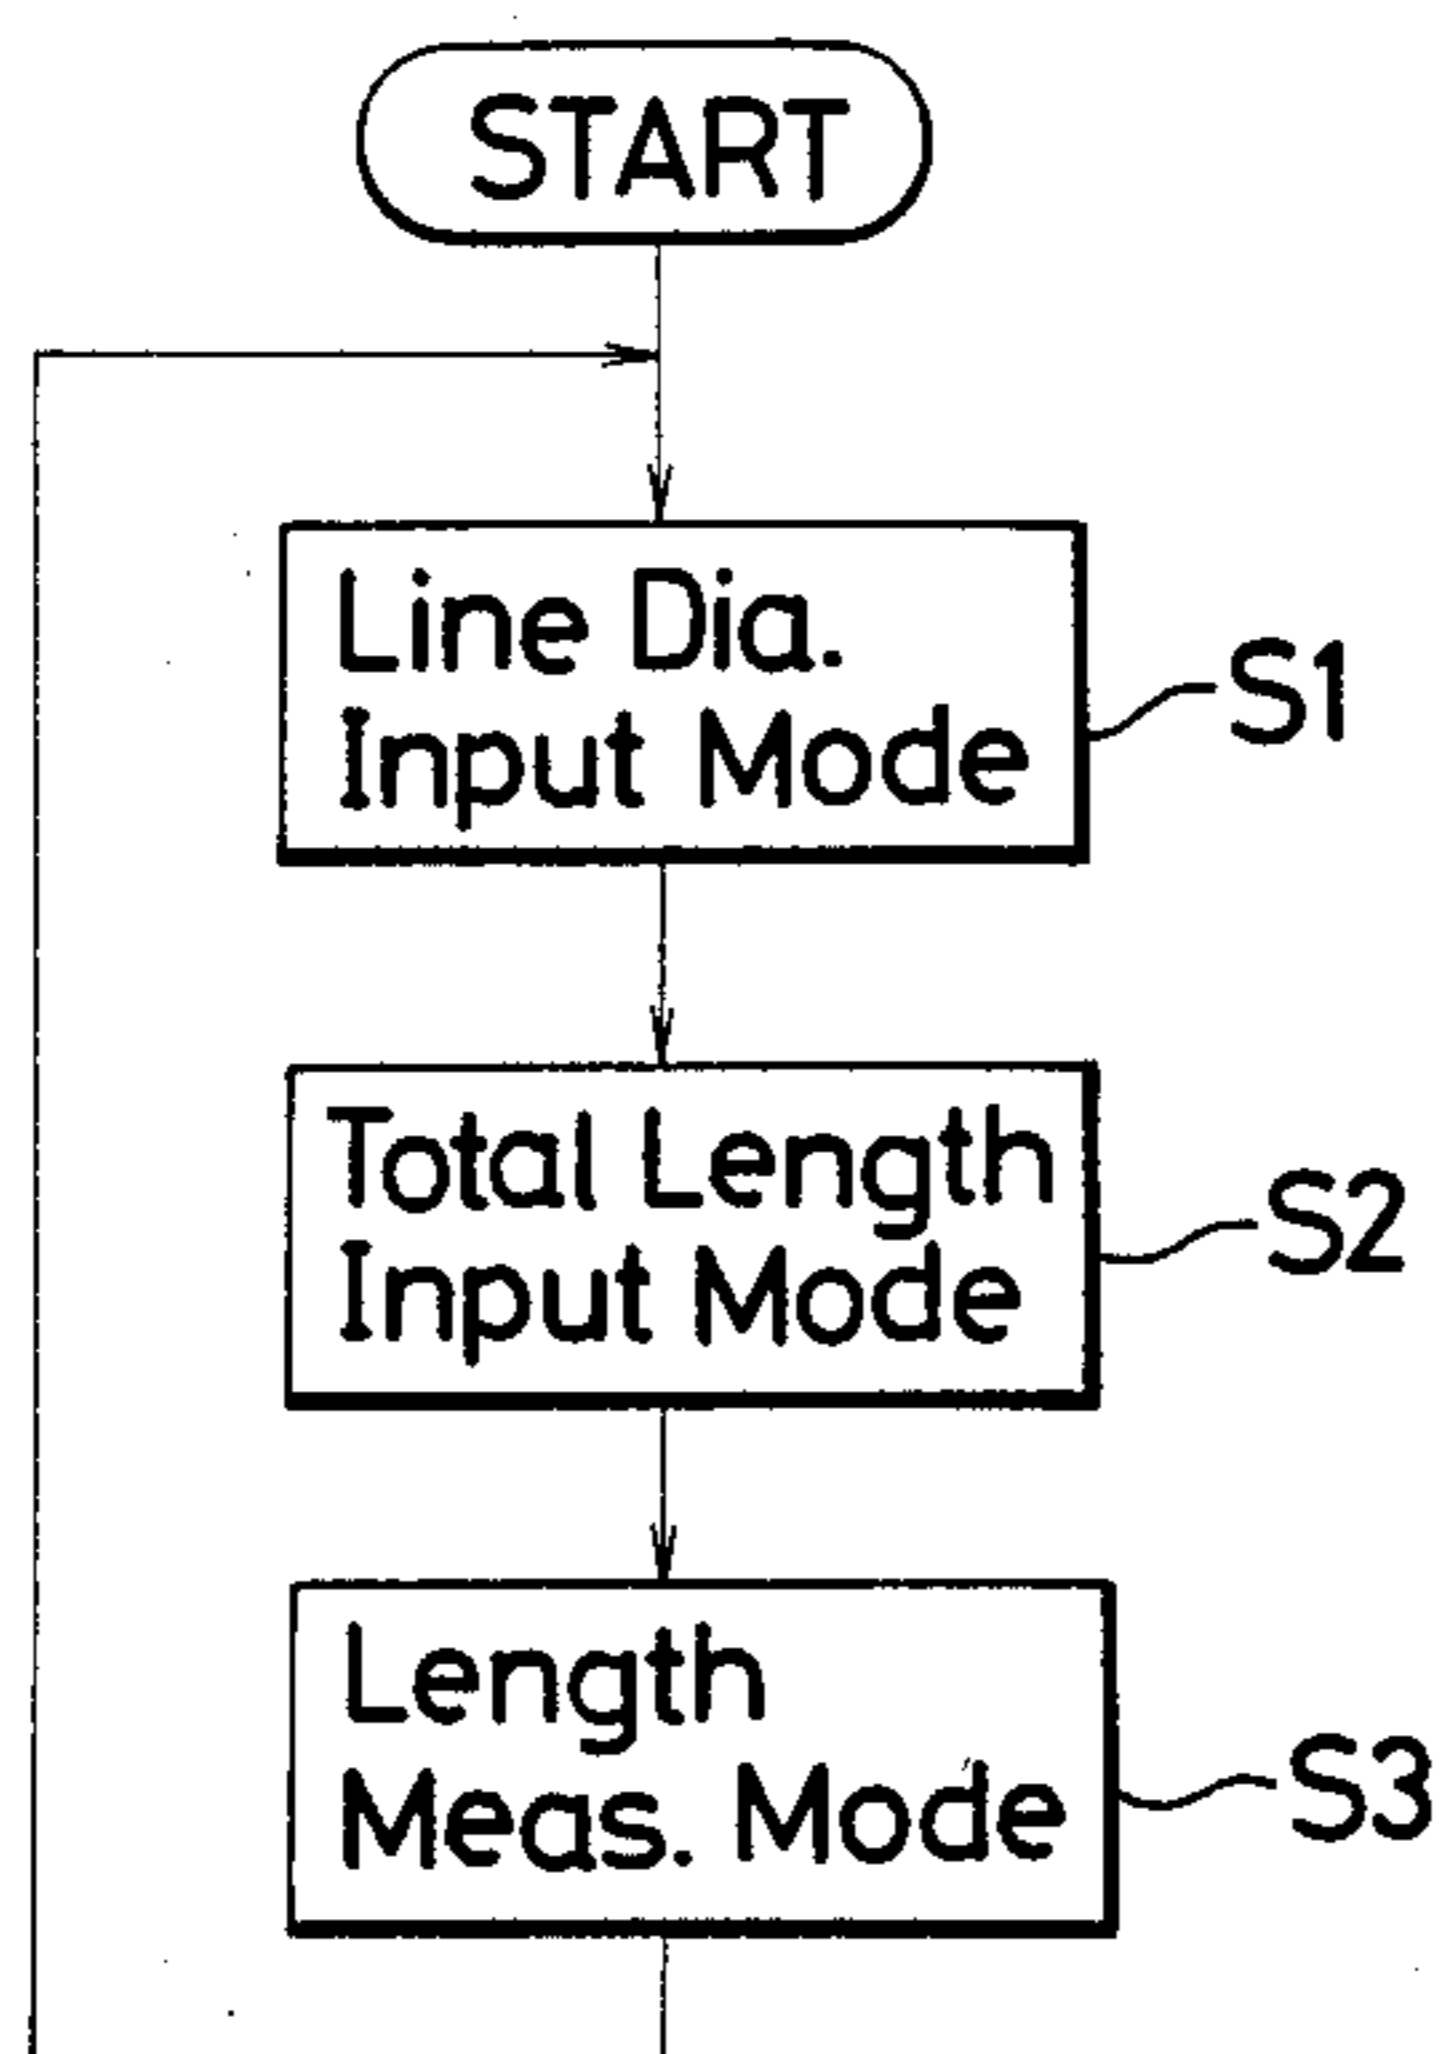 START
Line Dia.
Input Mode
S1
Total Length
Input Mode
S2
Length
Meas. Mode
S3